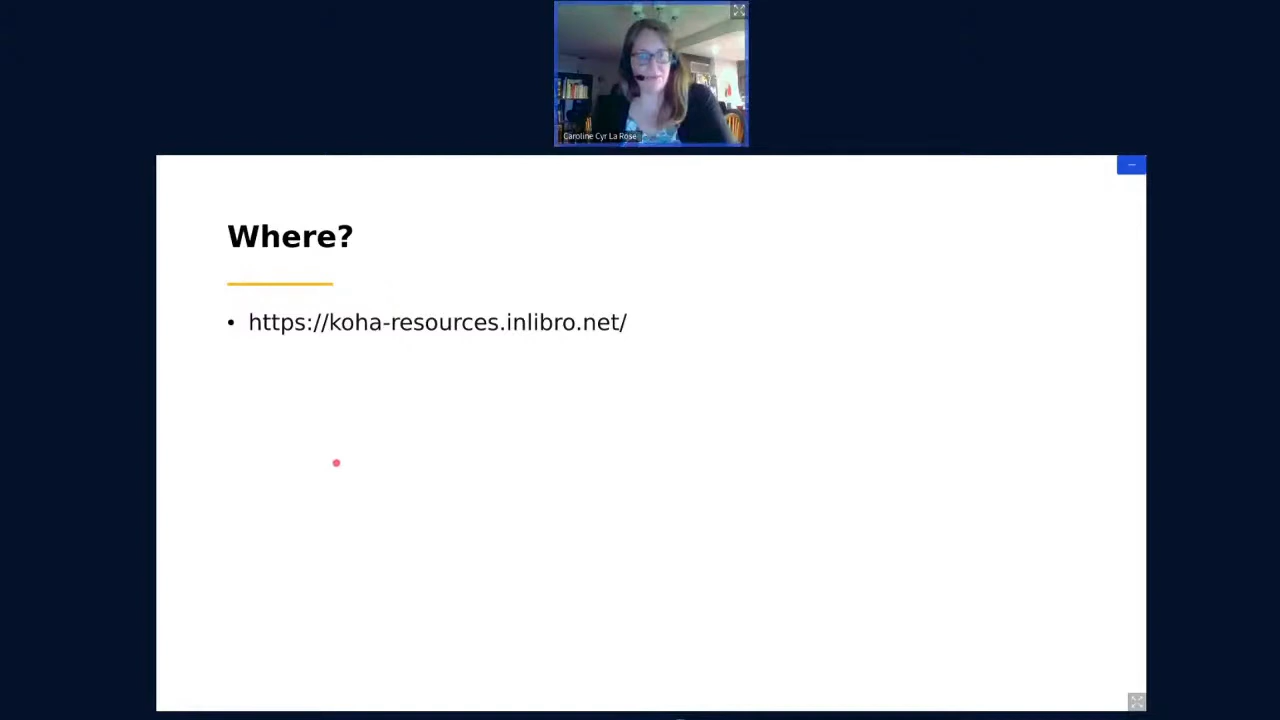 Caroline Cyr La Rose
Where?
• https://koha-resources.inlibro.net/